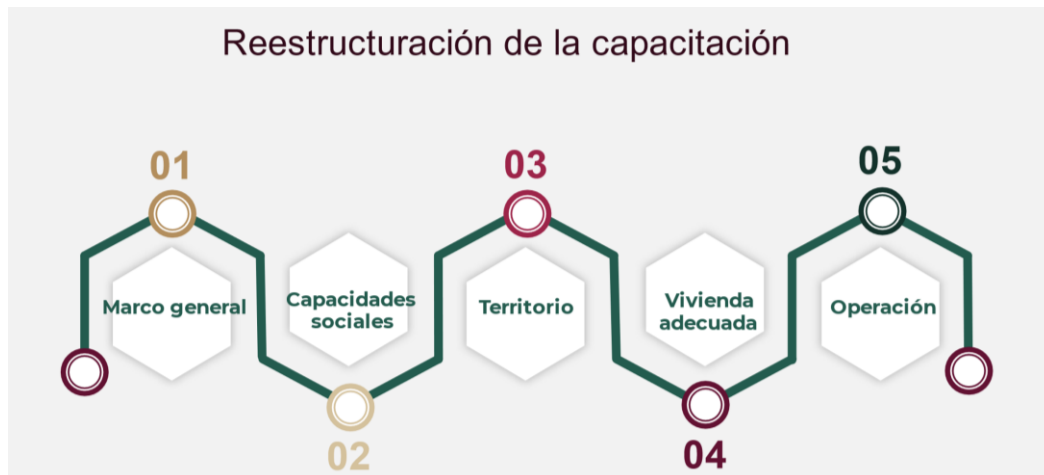 Reestructuración de la capacitación
01
03
05
Marco general
Capacidades
sociales
Territorio
Vivienda
adecuada
Operación
02
04